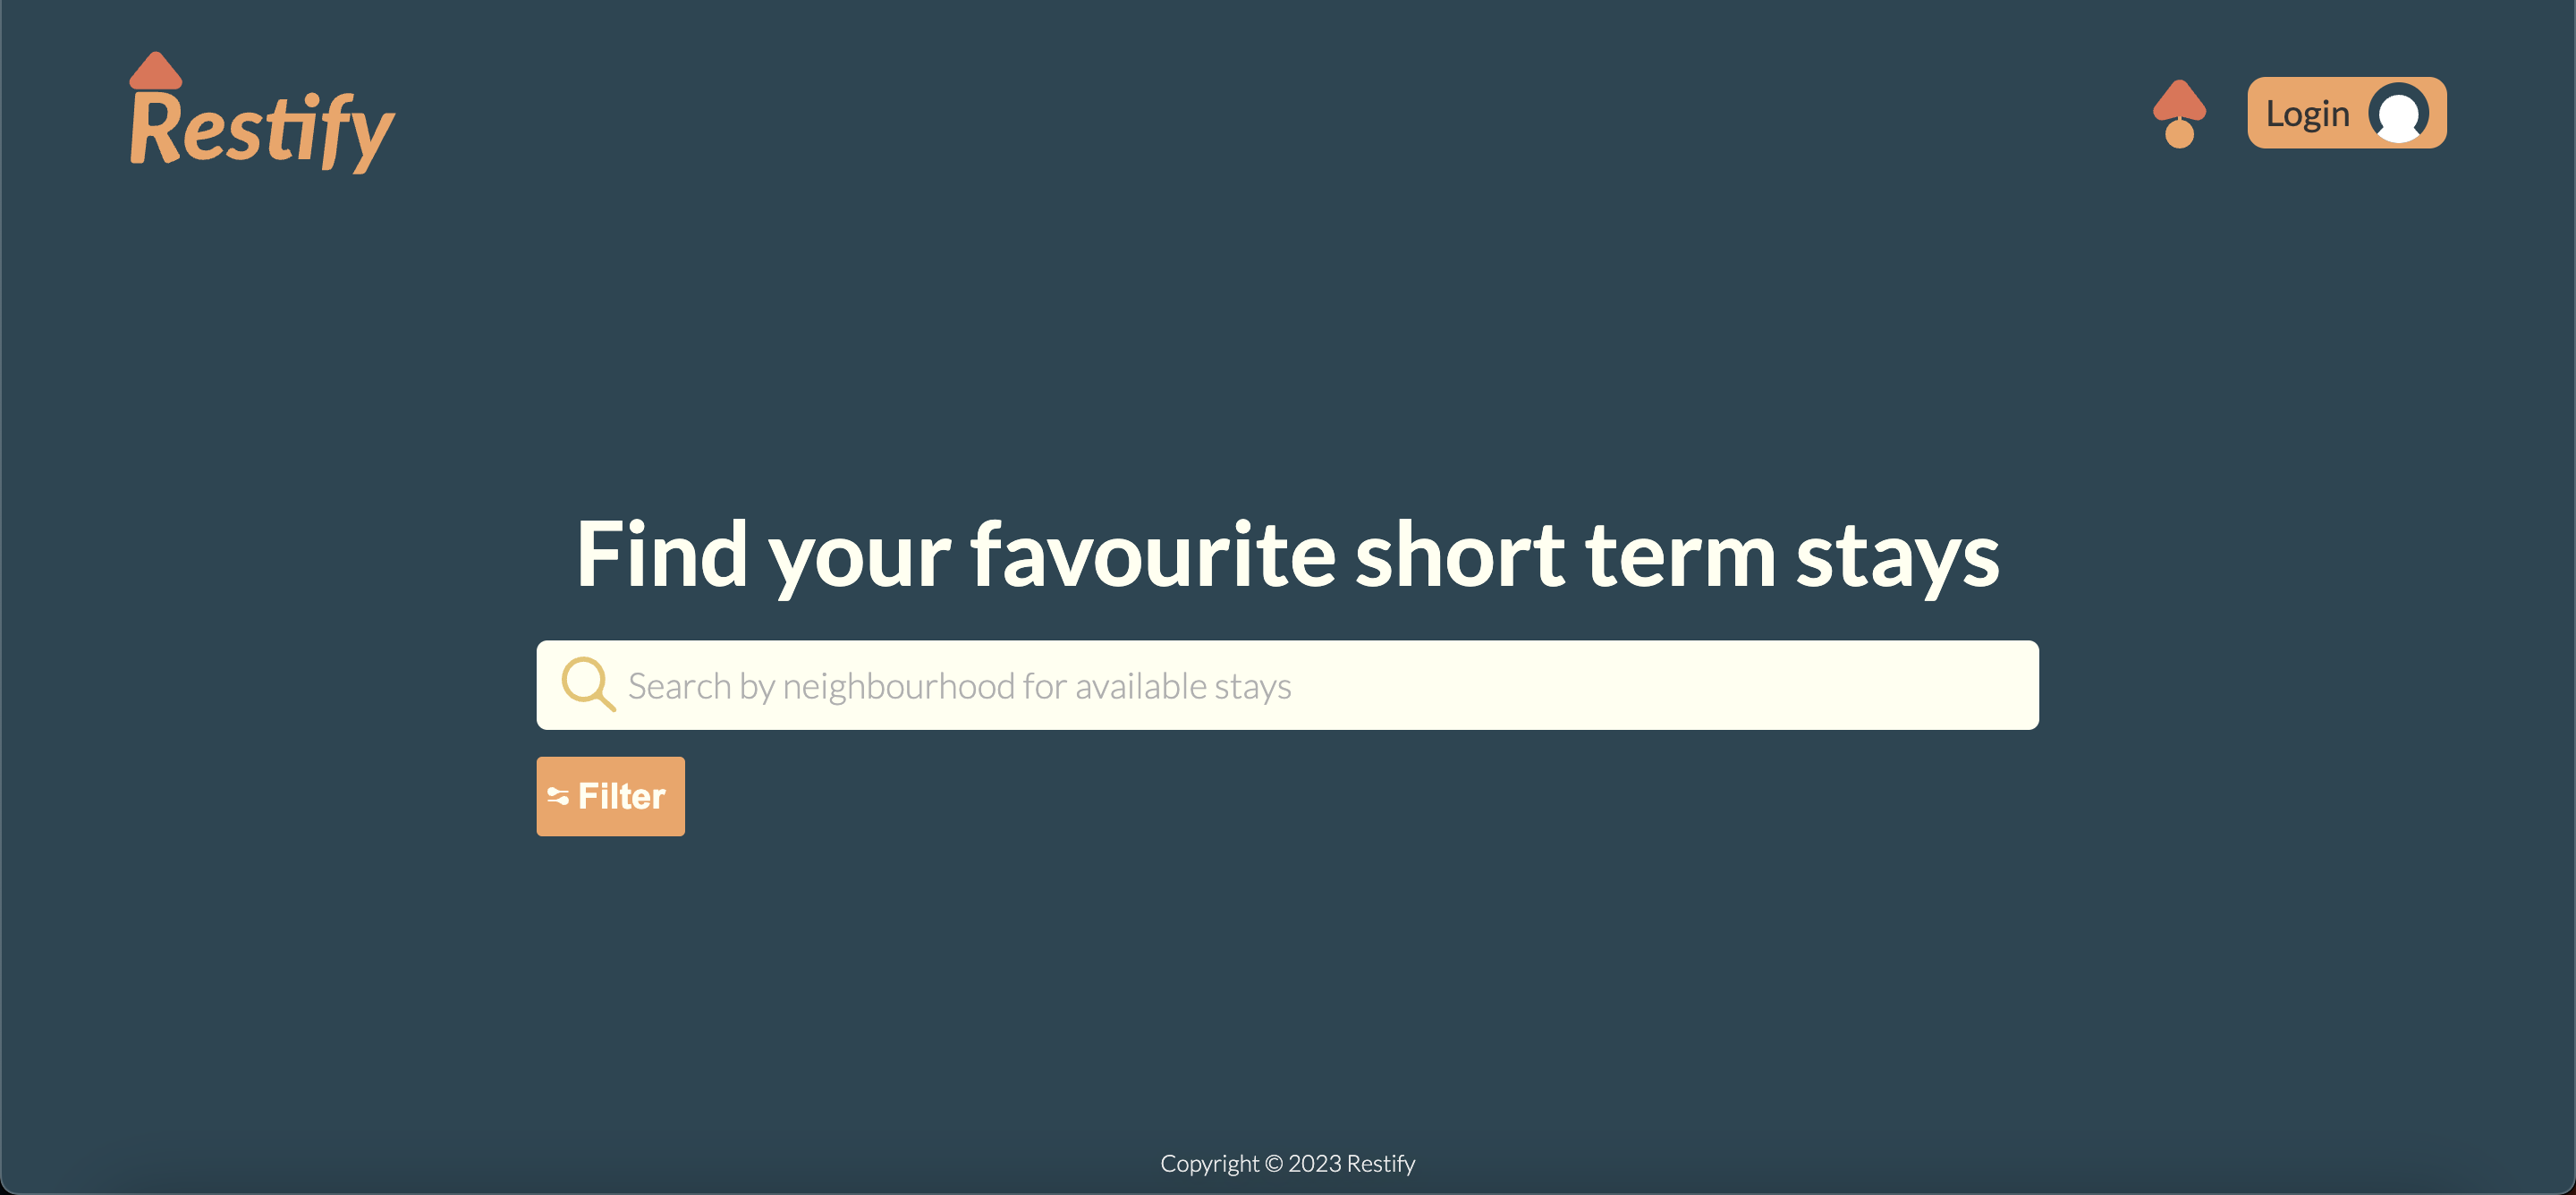 Restify
Login
Find your favourite short term stays
Search by neighbourhood for available stays
Filter
Copyright © 2023 Restify